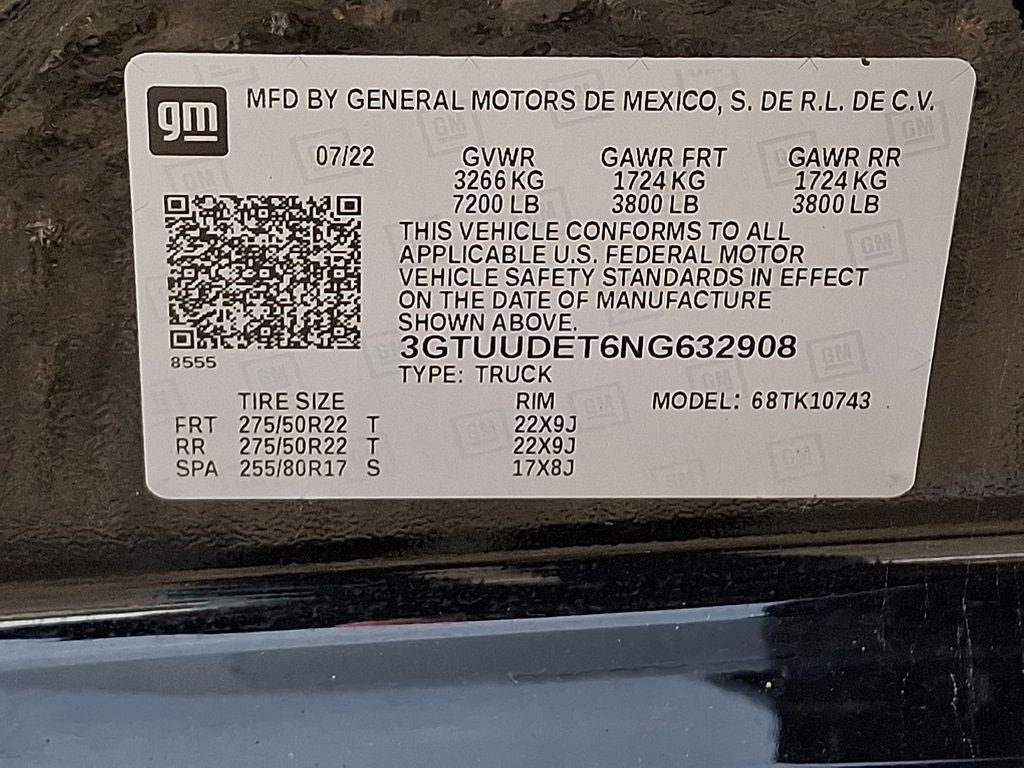 gm
MFD BY GENERAL MOTORS DE MEXICO, S. DE R.L. DE C.V.
07/22 GVWR GAWR FRT GAWR RR
3266 KG 1724 KG 1724 KG
7200 LB 3800 LB 3800 LB
THIS VEHICLE CONFORMS TO ALL
APPLICABLE U.S. FEDERAL MOTOR
VEHICLE SAFETY STANDARDS IN EFFECT
ON THE DATE OF MANUFACTURE
SHOWN ABOVE.
8555
3GTUUDET6NG632908
TYPE: TRUCK
TIRE SIZE RIM MODEL: 68TK10743
FRT 275/50R22 T 22X9J
RR 275/50R22 T 22X9J
SPA 255/80R17 S 17X8J